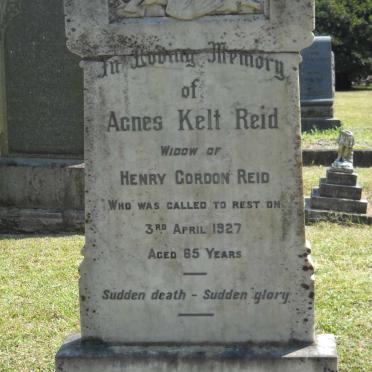 In Loving Memory
of
Agnes Kelt Reid
Widow of
Henry Gordon Reid
Who was called to rest on
3rd April 1927
Aged 65 Years
Sudden death - Sudden glory